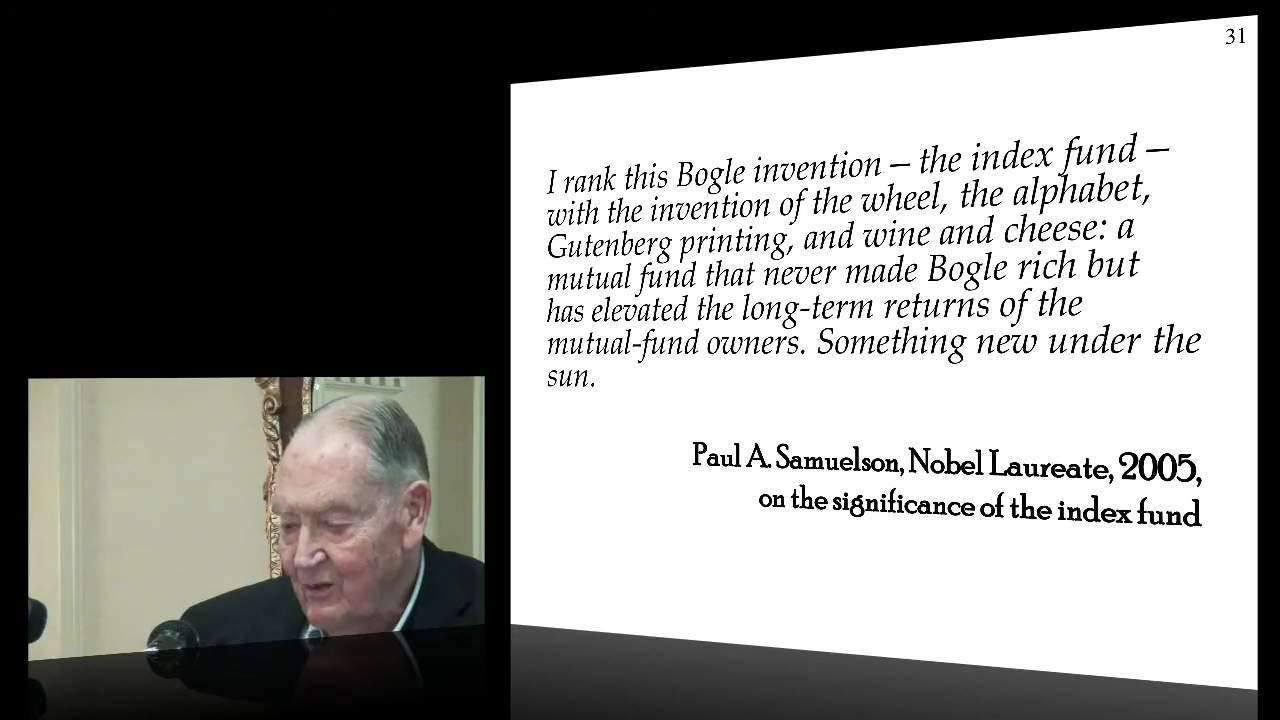 31
I rank this Bogle invention – the index fund –
with the invention of the wheel, the alphabet,
Gutenberg printing, and wine and cheese: a
mutual fund that never made Bogle rich but
has elevated the long-term returns of the
mutual-fund owners. Something new under the
sun.
Paul A. Samuelson, Nobel Laureate, 2005,
on the significance of the index fund